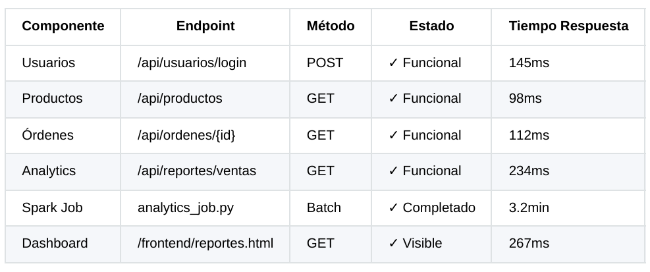 Componente Endpoint Método Estado Tiempo Respuesta
Usuarios /api/usuarios/login POST ✓ Funcional 145ms
Productos /api/productos GET ✓ Funcional 98ms
Órdenes /api/ordenes/{id} GET ✓ Funcional 112ms
Analytics /api/reportes/ventas GET ✓ Funcional 234ms
Spark Job analytics_job.py Batch ✓ Completado 3.2min
Dashboard /frontend/reportes.html GET ✓ Visible 267ms